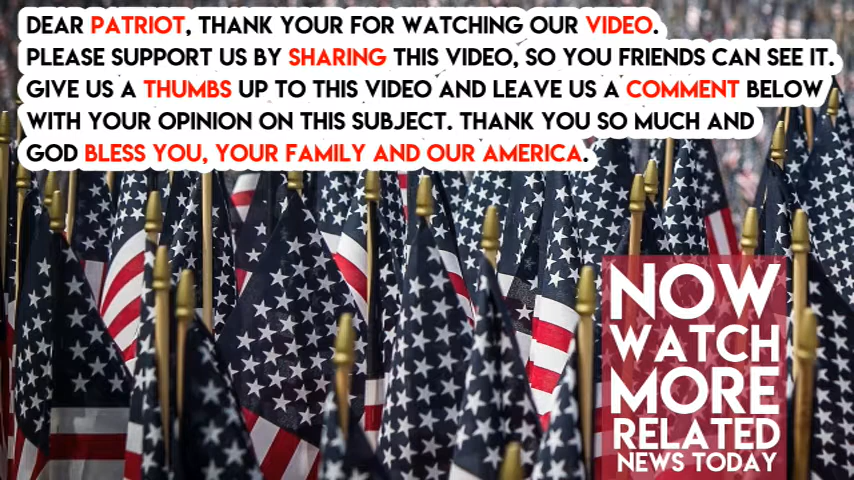 DEAR PATRIOT, THANK YOUR FOR WATCHING OUR VIDEO.
PLEASE SUPPORT US BY SHARING THIS VIDEO, SO YOU FRIENDS CAN SEE IT.
GIVE US A THUMBS UP TO THIS VIDEO AND LEAVE US A COMMENT BELOW
WITH YOUR OPINION ON THIS SUBJECT. THANK YOU SO MUCH AND
GOD BLESS YOU, YOUR FAMILY AND OUR AMERICA.
NOW
WATCH
MORE
RELATED
NEWS TODAY